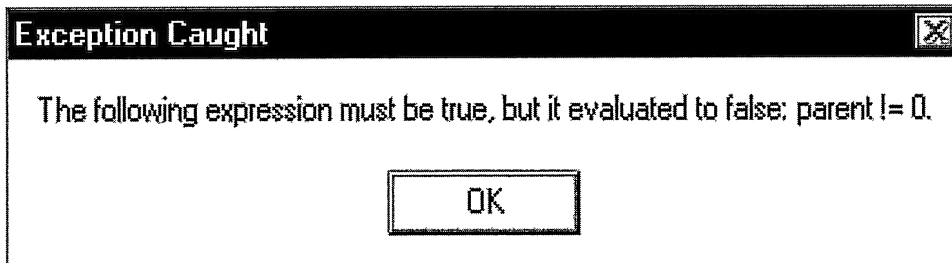 Exception Caught
The following expression must be true, but it evaluated to false: parent != 0.
OK